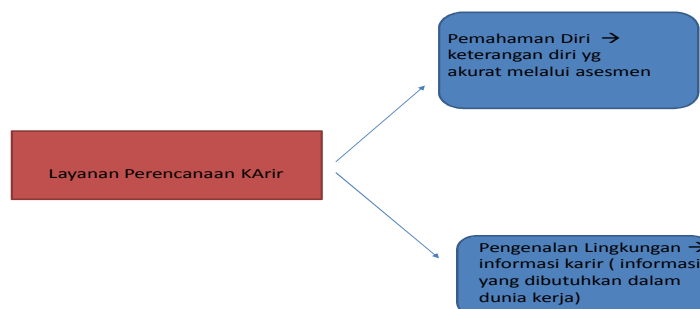 Pemahaman Diri →
keterangan diri yg
akurat melalui asesmen
Layanan Perencanaan KArir
Pengenalan Lingkungan →
informasi karir ( informasi
yang dibutuhkan dalam
dunia kerja)